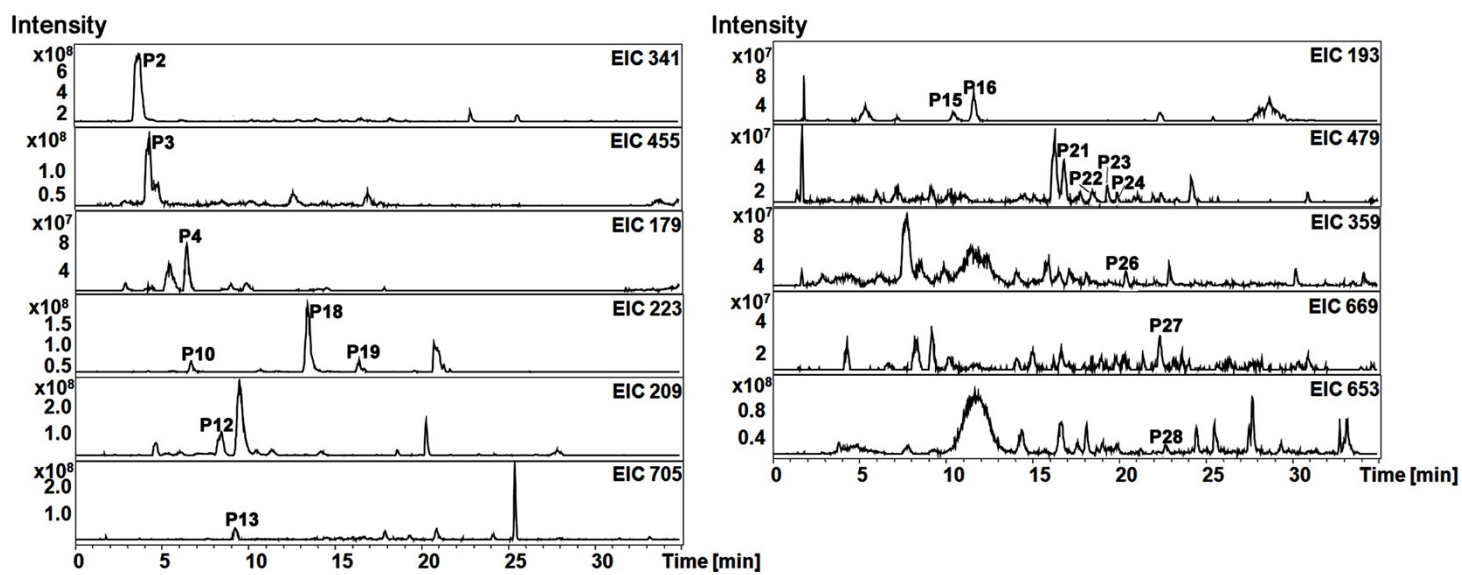 Intensity
x10⁸
6
4
2
P2
EIC 341
x10⁸
1.0
0.5
P3
EIC 455
x10⁷
8
4
P4
EIC 179
x10⁸
1.5
1.0
0.5
P10
P18
P19
EIC 223
x10⁸
2.0
1.0
P12
EIC 209
x10⁸
2.0
1.0
P13
EIC 705
0 5 10 15 20 25 30 Time [min]
Intensity
x10⁷
8
4
P15
P16
EIC 193
x10⁷
4
2
P21
P22
P23
P24
EIC 479
x10⁷
8
4
P26
EIC 359
x10⁷
4
2
P27
EIC 669
x10⁸
0.8
0.4
P28
EIC 653
0 5 10 15 20 25 30 Time [min]